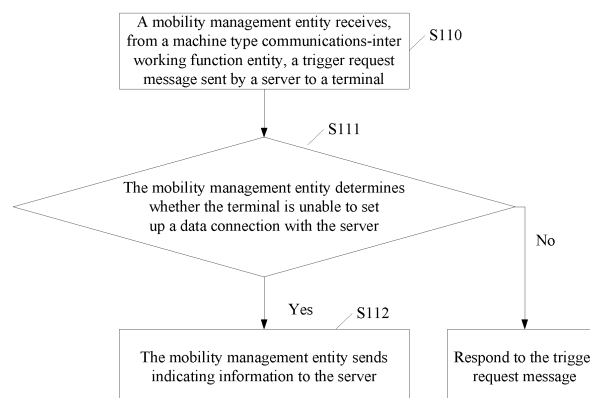 A mobility management entity receives,
from a machine type communications-inter
working function entity, a trigger request
message sent by a server to a terminal
S110
S111
The mobility management entity determines
whether the terminal is unable to set
up a data connection with the server
No
Yes
S112
The mobility management entity sends
indicating information to the server
Respond to the trigge
request message